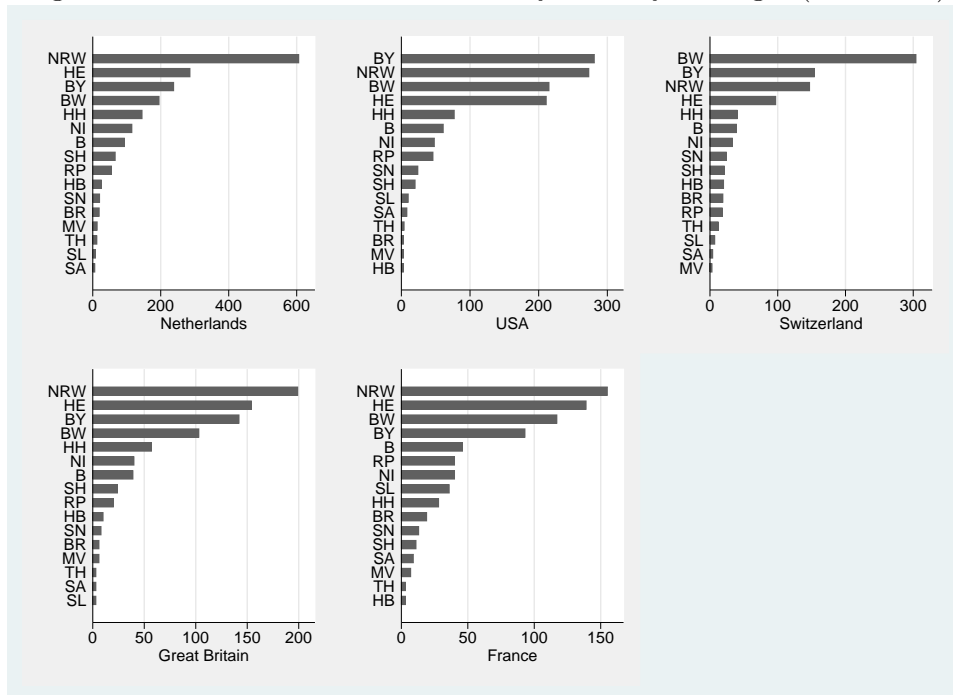 NRW
HE
BY
BW
HH
NI
B
SH
RP
HB
SN
BR
MV
TH
SL
SA
0 200 400 600
Netherlands
BY
NRW
BW
HE
HH
B
NI
RP
SN
SH
SL
SA
TH
BR
MV
HB
0 100 200 300
USA
BW
BY
NRW
HE
HH
B
NI
SN
SH
HB
BR
RP
TH
SL
SA
MV
0 100 200 300
Switzerland
NRW
HE
BY
BW
HH
NI
B
SH
RP
HB
SN
BR
MV
TH
SA
SL
0 50 100 150 200
Great Britain
NRW
HE
BW
BY
B
RP
NI
SL
HH
BR
SN
SH
SA
MV
TH
HB
0 50 100 150
France